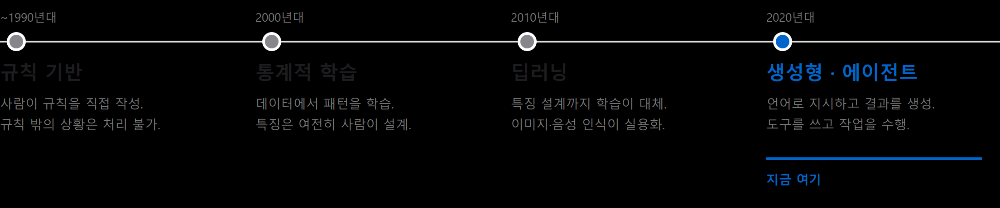 ~1990년대
규칙 기반
사람이 규칙을 직접 작성.
규칙 밖의 상황은 처리 불가.
2000년대
통계적 학습
데이터에서 패턴을 학습.
특징은 여전히 사람이 설계.
2010년대
딥러닝
특징 설계까지 학습이 대체.
이미지·음성 인식이 실용화.
2020년대
생성형 · 에이전트
언어로 지시하고 결과를 생성.
도구를 쓰고 작업을 수행.
지금 여기